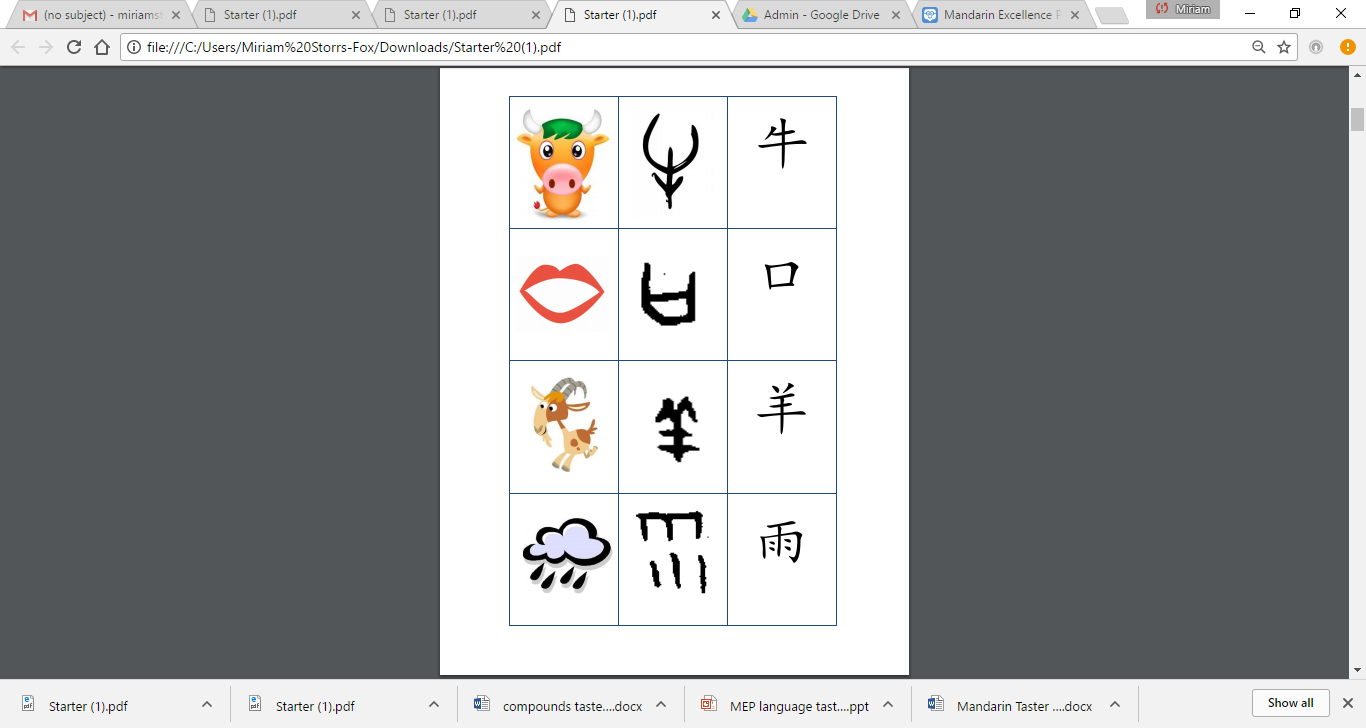 (no subject) - miriamst
Starter (1).pdf
Starter (1).pdf
Starter (1).pdf
Admin - Google Drive
Mandarin Excellence P
Miriam
file:///C:/Users/Miriam%20Storrs-Fox/Downloads/Starter%20(1).pdf
牛
口
羊
雨
Starter (1).pdf
Starter (1).pdf
compounds taste....docx
MEP language tast....ppt
Mandarin Taster ....docx
Show all